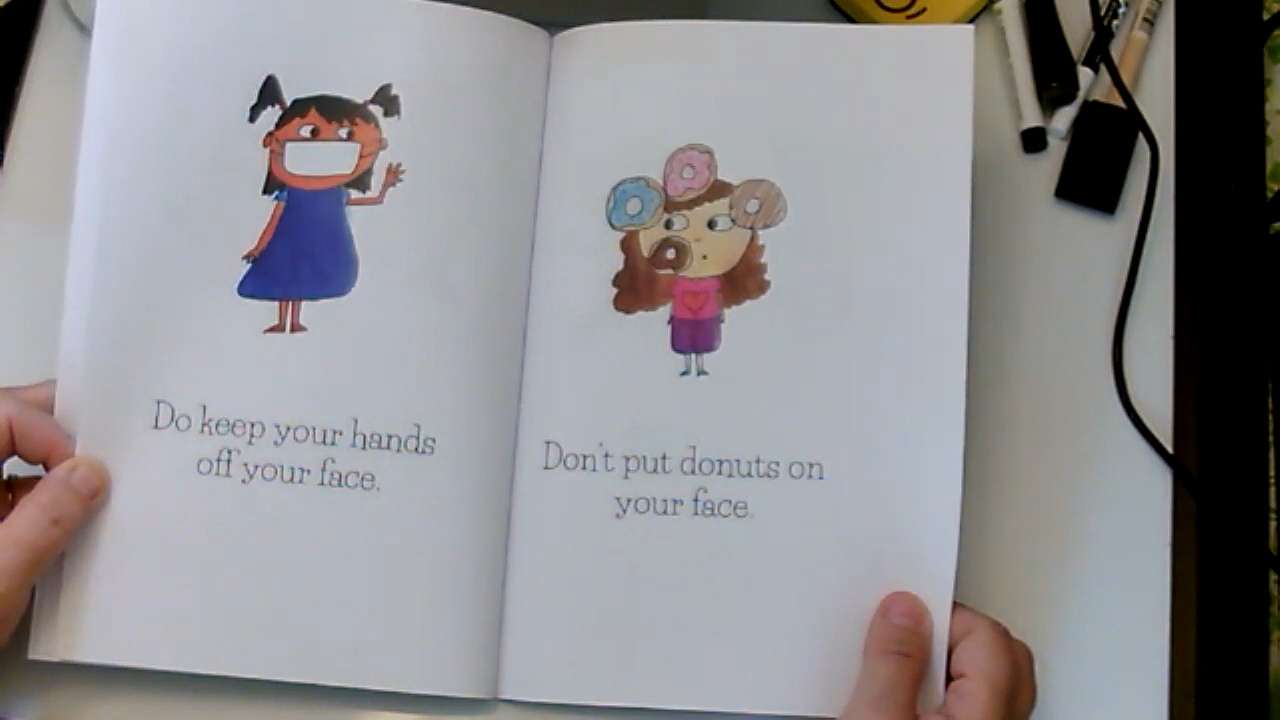 Do keep your hands
off your face.
Don't put donuts on
your face.